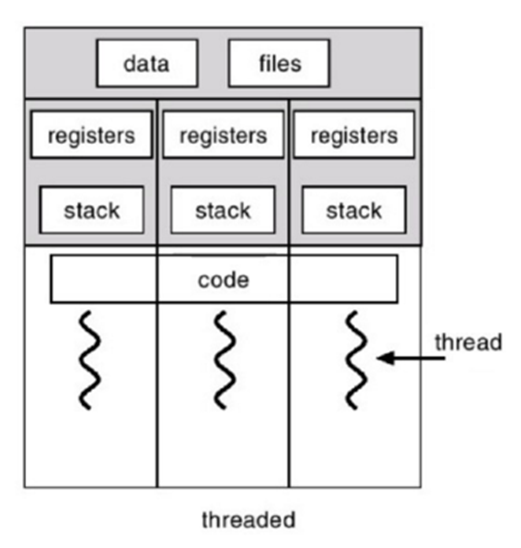 data files
registers registers registers
stack stack stack
code
thread
threaded